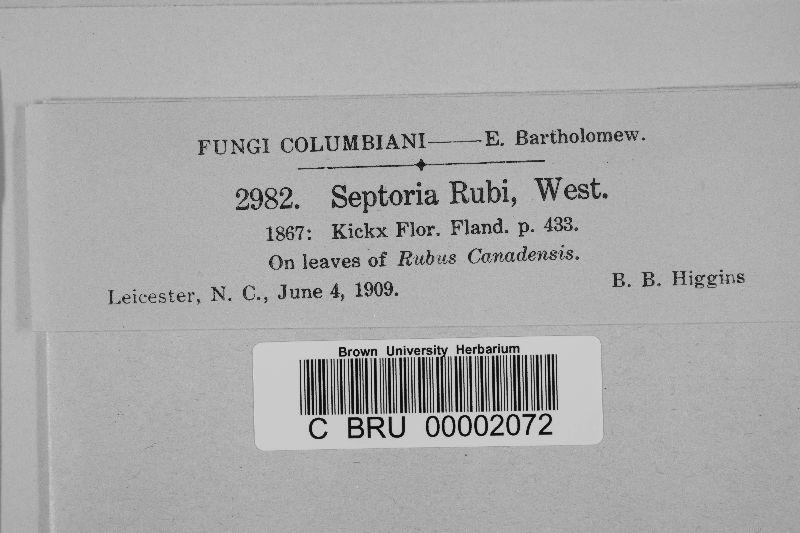 FUNGI COLUMBIANI——E. Bartholomew.
2982. Septoria Rubi, West.
1867: Kickx Flor. Fland. p. 433.
On leaves of Rubus Canadensis.
Leicester, N. C., June 4, 1909. B. B. Higgins
Brown University Herbarium
C BRU 00002072